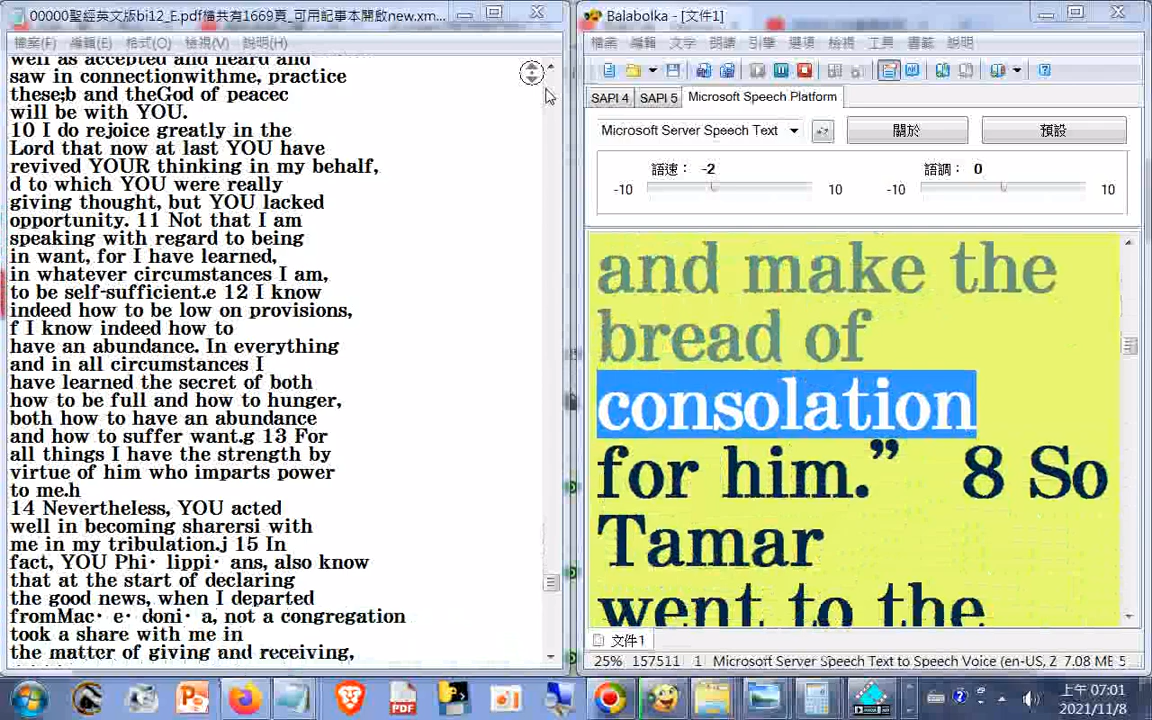 00000聖經英文版bi12_E.pdf檔共有1669頁_可用記事本開啟new.xm...
檔案(F) 編輯(E) 格式(O) 檢視(V) 說明(H)
well as accepted and heard and
saw in connectionwithme, practice
these;b and theGod of peacec
will be with YOU.
10 I do rejoice greatly in the
Lord that now at last YOU have
revived YOUR thinking in my behalf,
d to which YOU were really
giving thought, but YOU lacked
opportunity. 11 Not that I am
speaking with regard to being
in want, for I have learned,
in whatever circumstances I am,
to be self-sufficient.e 12 I know
indeed how to be low on provisions,
f I know indeed how to
have an abundance. In everything
and in all circumstances I
have learned the secret of both
how to be full and how to hunger,
both how to have an abundance
and how to suffer want.g 13 For
all things I have the strength by
virtue of him who imparts power
to me.h
14 Nevertheless, YOU acted
well in becoming sharersi with
me in my tribulation.j 15 In
fact, YOU Phi· lippi· ans, also know
that at the start of declaring
the good news, when I departed
fromMac· e· doni· a, not a congregation
took a share with me in
the matter of giving and receiving,
Balabolka - [文件1]
檔案 編輯 文字 朗讀 引擎 選項 檢視 工具 書籤 說明
SAPI 4 SAPI 5 Microsoft Speech Platform
Microsoft Server Speech Text 關於 預設
語速： -2 語調： 0
-10 10 -10 10
and make the
bread of
consolation
for him.” 8 So
Tamar
went to the
文件1
25% 157511 1 Microsoft Server Speech Text to Speech Voice (en-US, 2 7.08 MB 5
上午 07:01
2021/11/8